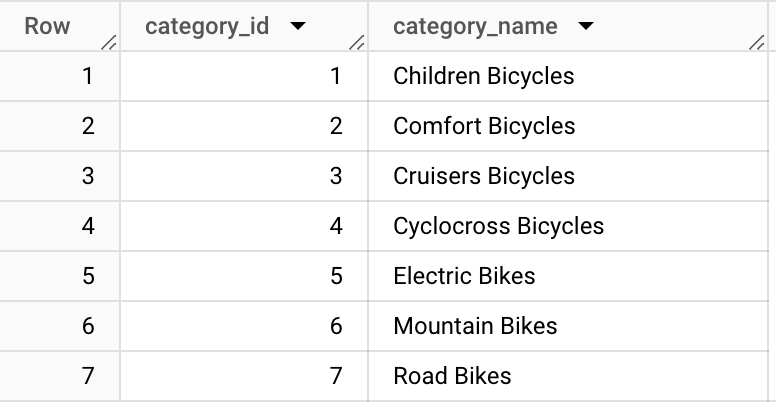 Row category_id category_name
1 1 Children Bicycles
2 2 Comfort Bicycles
3 3 Cruisers Bicycles
4 4 Cyclocross Bicycles
5 5 Electric Bikes
6 6 Mountain Bikes
7 7 Road Bikes